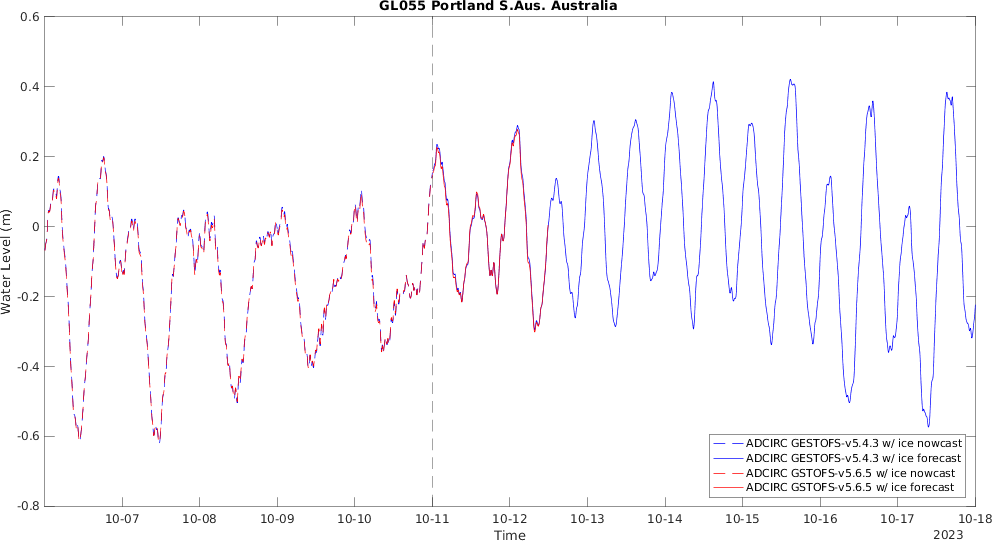 GL055 Portland S.Aus. Australia
0.6
0.4
0.2
0
-0.2
-0.4
-0.6
-0.8
Water Level (m)
ADCIRC GESTOFS-v5.4.3 w/ ice nowcast
ADCIRC GESTOFS-v5.4.3 w/ ice forecast
ADCIRC GSTOFS-v5.6.5 w/ ice nowcast
ADCIRC GSTOFS-v5.6.5 w/ ice forecast
10-07 10-08 10-09 10-10 10-11 10-12 10-13 10-14 10-15 10-16 10-17 10-18
Time
2023